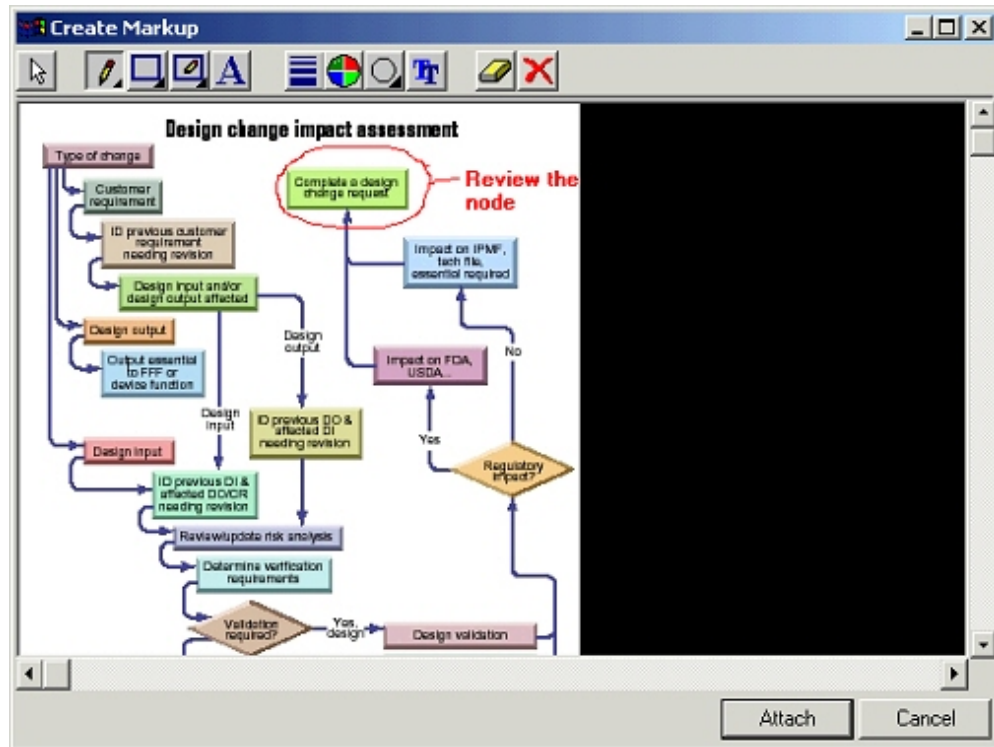 Create Markup
A
TT
Design change impact assessment
Type of change
Customer
requirement
ID previous customer
requirement
needing revision
Design input and/or
design output affected
Design output
Output essential
to FFF or
device function
Design
output
Design
input
ID previous DO &
affected DI
needing revision
Design input
ID previous DI &
affected DO/CR
needing revision
Review/update risk analysis
Determine verification
requirements
Validation
required?
Yes,
design
Design validation
Complete a design
change request
Review the
node
Impact on IPMF,
tech file,
essential required
No
Impact on FDA,
USDA...
Yes
Regulatory
impact?
Attach
Cancel